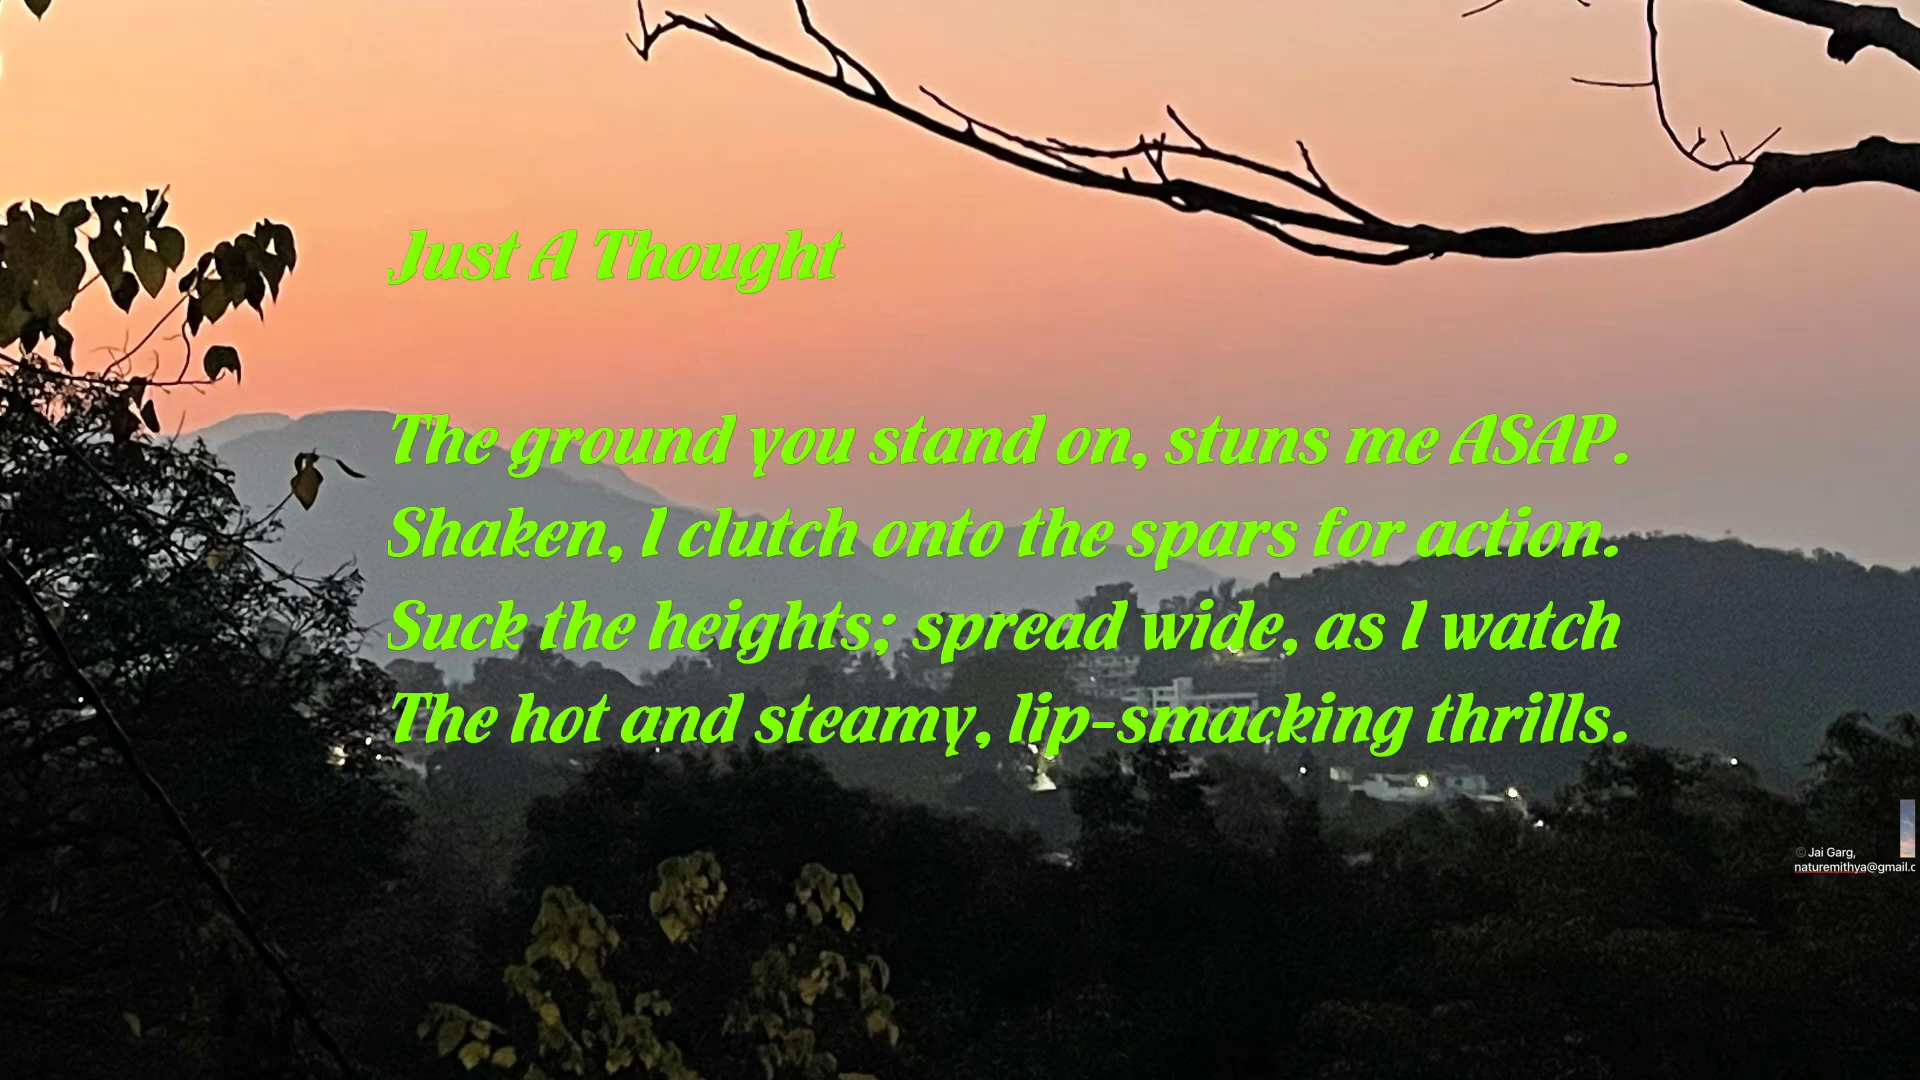 Just A Thought
The ground you stand on, stuns me ASAP.
Shaken, I clutch onto the spars for action.
Suck the heights; spread wide, as I watch
The hot and steamy, lip-smacking thrills.
© Jai Garg,
naturemithya@gmail.c